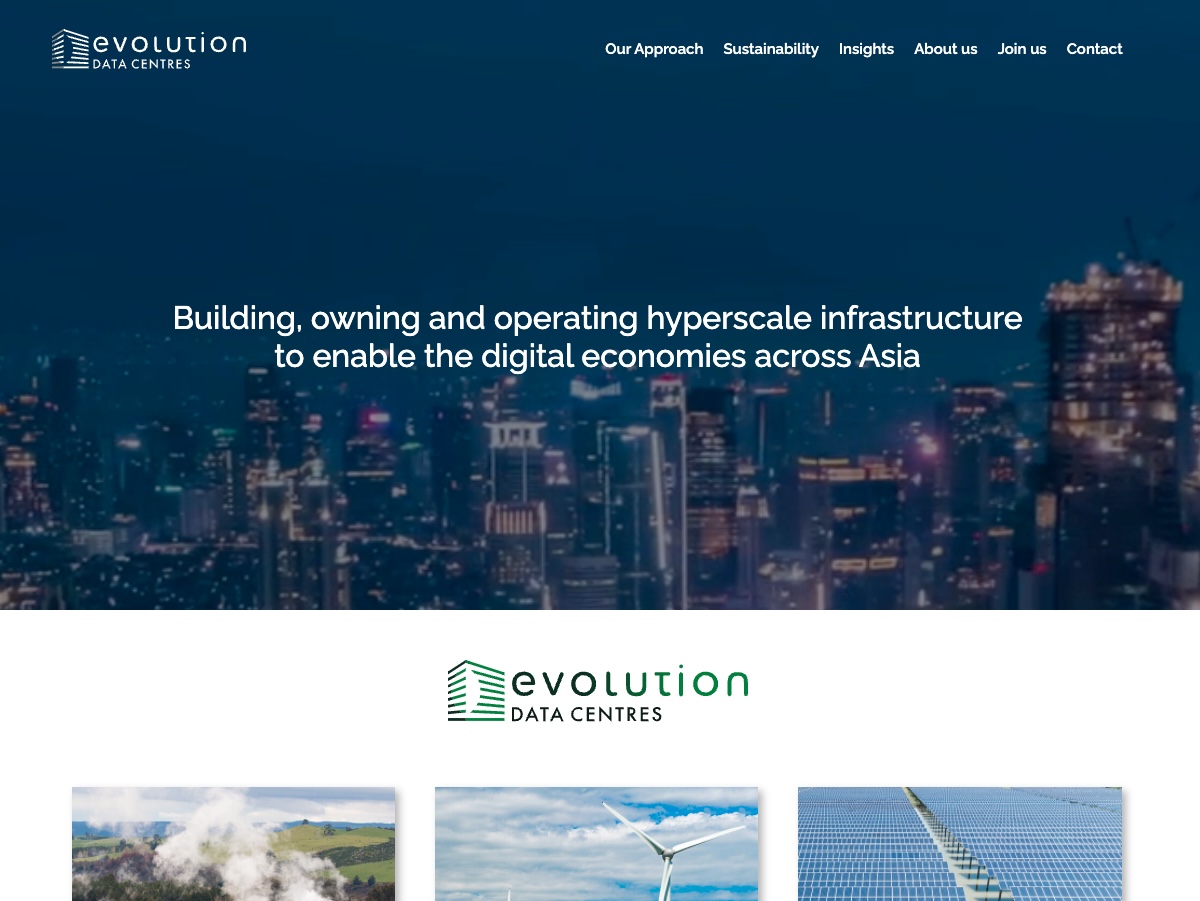 evolution
DATA CENTRES
Our Approach Sustainability Insights About us Join us Contact
Building, owning and operating hyperscale infrastructure
to enable the digital economies across Asia
evolution
DATA CENTRES